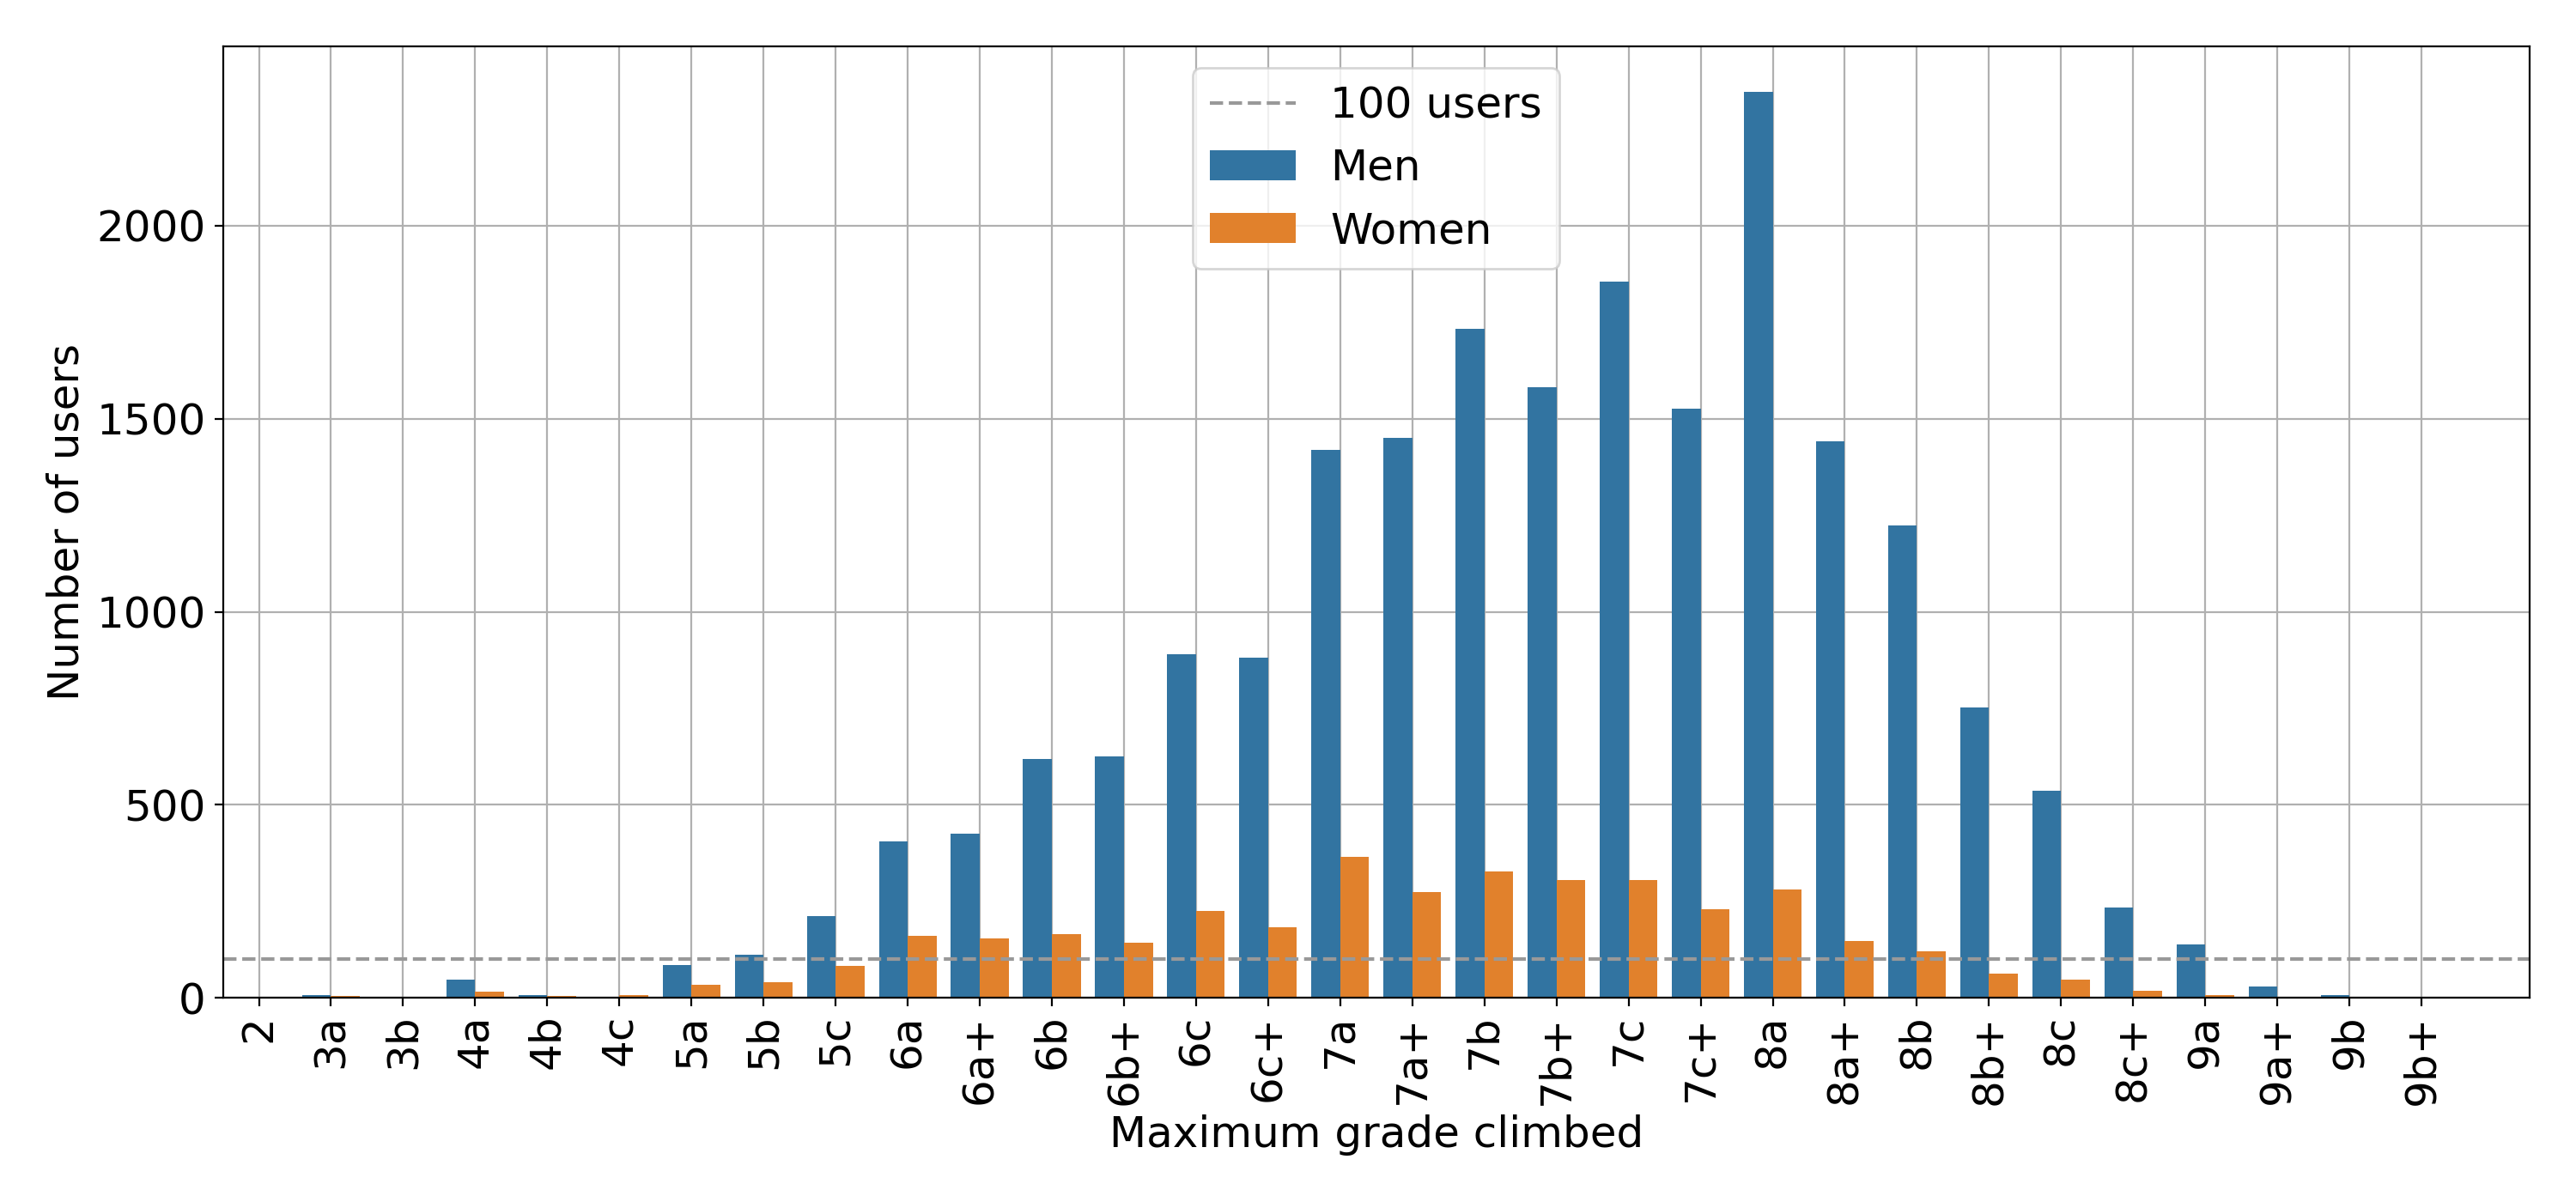 100 users
Men
Women
Number of users
2000
1500
1000
500
0
2 3a 3b 4a 4b 4c 5a 5b 5c 6a 6a+ 6b 6b+ 6c 6c+ 7a 7a+ 7b 7b+ 7c 7c+ 8a 8a+ 8b 8b+ 8c 8c+ 9a 9a+ 9b 9b+
Maximum grade climbed